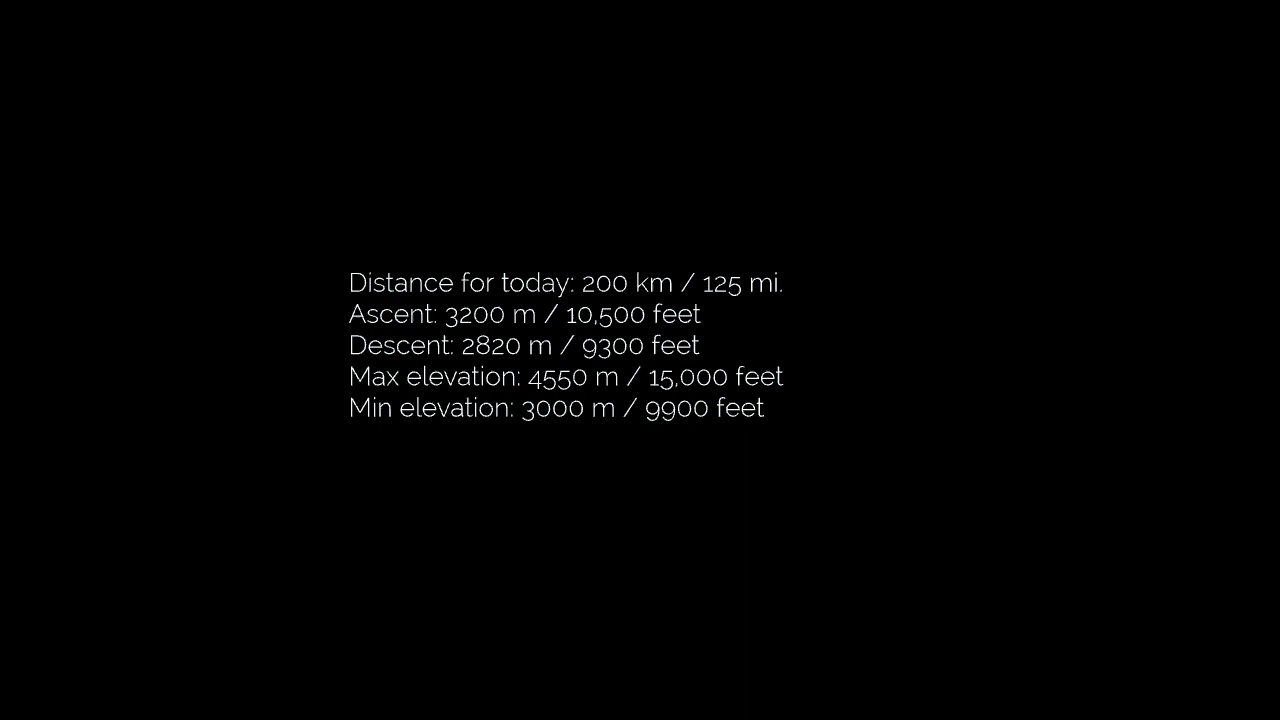 Distance for today: 200 km / 125 mi.
Ascent: 3200 m / 10,500 feet
Descent: 2820 m / 9300 feet
Max elevation: 4550 m / 15,000 feet
Min elevation: 3000 m / 9900 feet